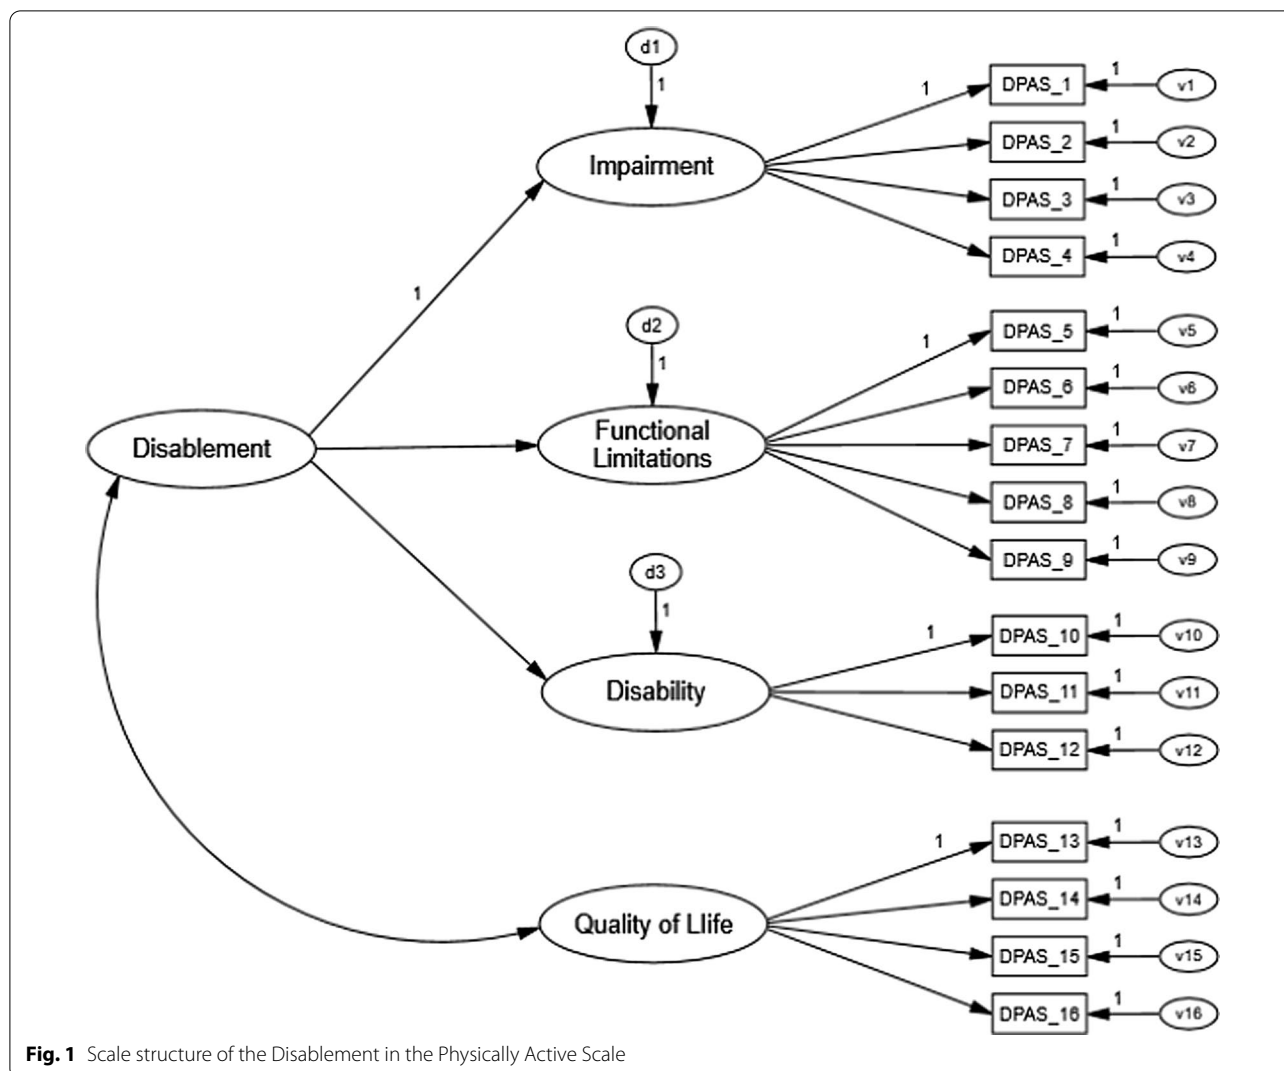 d1
1
Impairment
1
DPAS_1
1
v1
DPAS_2
1
v2
DPAS_3
1
v3
DPAS_4
1
v4
1
d2
1
Functional
Limitations
1
DPAS_5
1
v5
DPAS_6
1
v6
DPAS_7
1
v7
DPAS_8
1
v8
DPAS_9
1
v9
Disablement
d3
1
Disability
1
DPAS_10
1
v10
DPAS_11
1
v11
DPAS_12
1
v12
Quality of Llife
1
DPAS_13
1
v13
DPAS_14
1
v14
DPAS_15
1
v15
DPAS_16
1
v16
Fig. 1 Scale structure of the Disablement in the Physically Active Scale